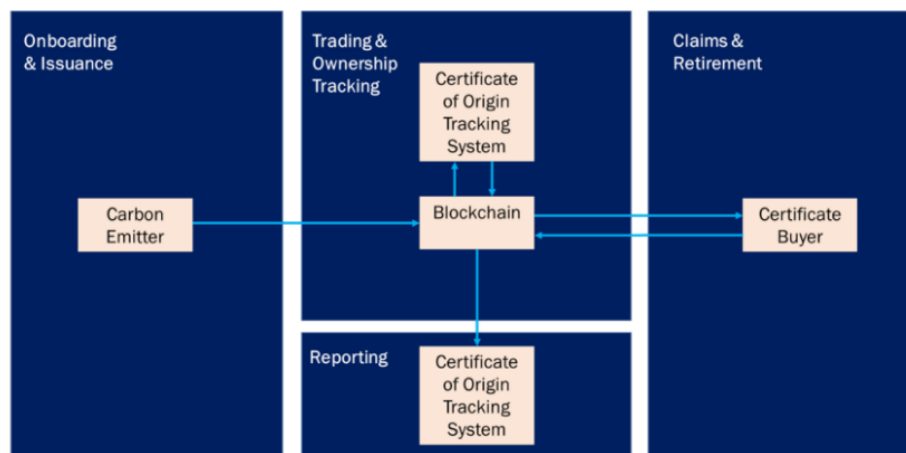 Onboarding
& Issuance
Carbon
Emitter
Trading &
Ownership
Tracking
Certificate
of Origin
Tracking
System
Blockchain
Reporting
Certificate
of Origin
Tracking
System
Claims &
Retirement
Certificate
Buyer